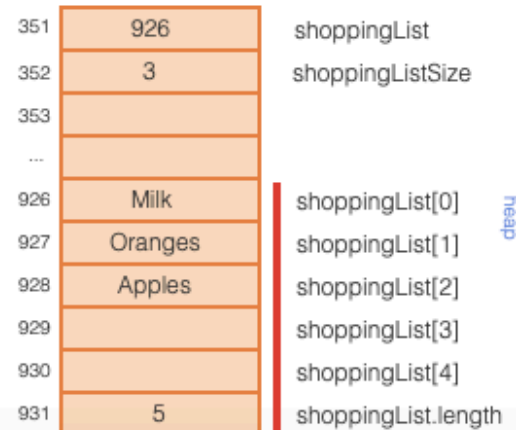 351 926 shoppingList
352 3 shoppingListSize
353
...
926 Milk shoppingList[0]
927 Oranges shoppingList[1]
928 Apples shoppingList[2]
929 shoppingList[3]
930 shoppingList[4]
931 5 shoppingList.length
heap